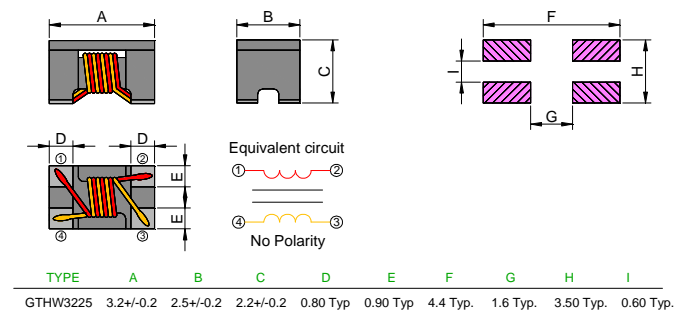 A
B
C
F
I
H
G
D
D
① ②
E
E
④ ③
Equivalent circuit
① ②
④ ③
No Polarity
TYPE A B C D E F G H I
GTHW3225 3.2+/-0.2 2.5+/-0.2 2.2+/-0.2 0.80 Typ 0.90 Typ 4.4 Typ. 1.6 Typ. 3.50 Typ. 0.60 Typ.